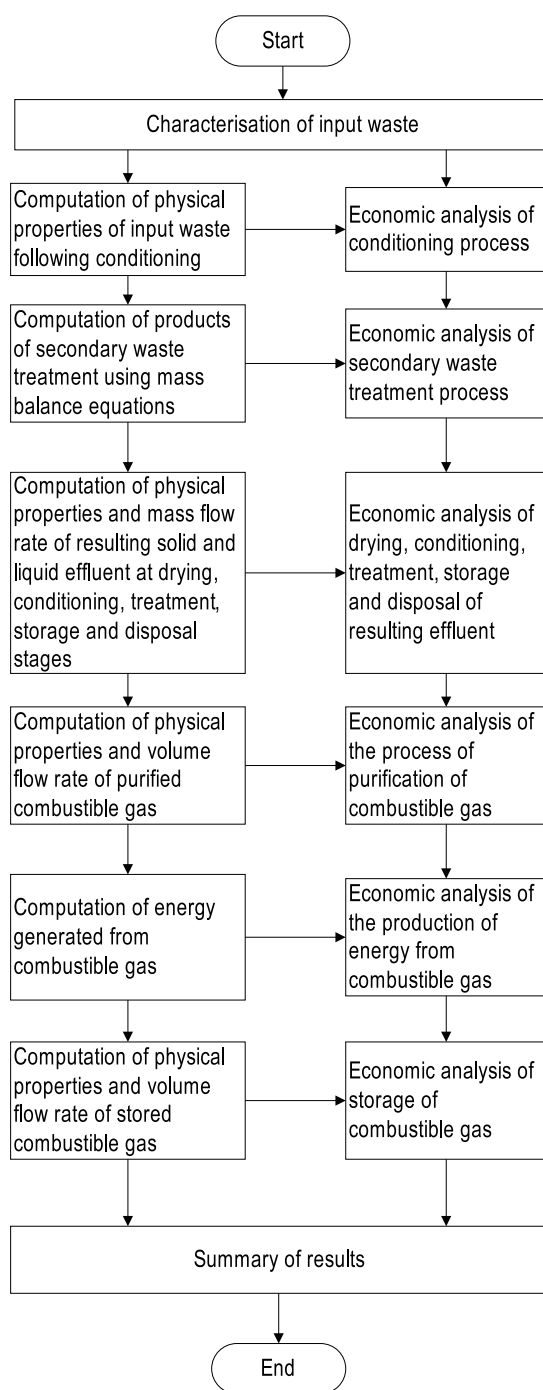 Start
Characterisation of input waste
Computation of physical
properties of input waste
following conditioning
Economic analysis of
conditioning process
Computation of products
of secondary waste
treatment using mass
balance equations
Economic analysis of
secondary waste
treatment process
Computation of physical
properties and mass flow
rate of resulting solid and
liquid effluent at drying,
conditioning, treatment,
storage and disposal
stages
Economic analysis of
drying, conditioning,
treatment, storage
and disposal of
resulting effluent
Computation of physical
properties and volume
flow rate of purified
combustible gas
Economic analysis of
the process of
purification of
combustible gas
Computation of energy
generated from
combustible gas
Economic analysis of
the production of
energy from
combustible gas
Computation of physical
properties and volume
flow rate of stored
combustible gas
Economic analysis of
storage of
combustible gas
Summary of results
End